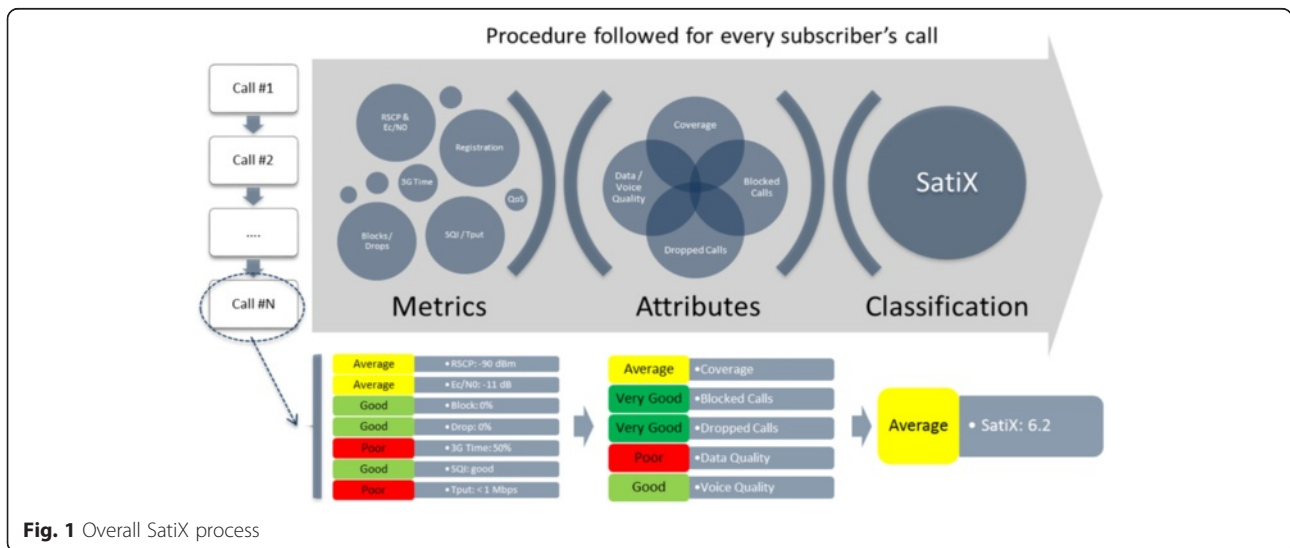 Procedure followed for every subscriber's call
Call #1
Call #2
....
Call #N
RSCP &
Ec/N0
Registration
3G Time
QoS
Blocks/
Drops
SQI / Tput
Metrics
Coverage
Data /
Voice
Quality
Blocked
Calls
Dropped Calls
Attributes
SatiX
Classification
Average • RSCP: -90 dBm
Average • Ec/N0: -11 dB
Good • Block: 0%
Good • Drop: 0%
Poor • 3G Time: 50%
Good • SQI: good
Poor • Tput: < 1 Mbps
Average • Coverage
Very Good • Blocked Calls
Very Good • Dropped Calls
Poor • Data Quality
Good • Voice Quality
Average • SatiX: 6.2
Fig. 1 Overall SatiX process